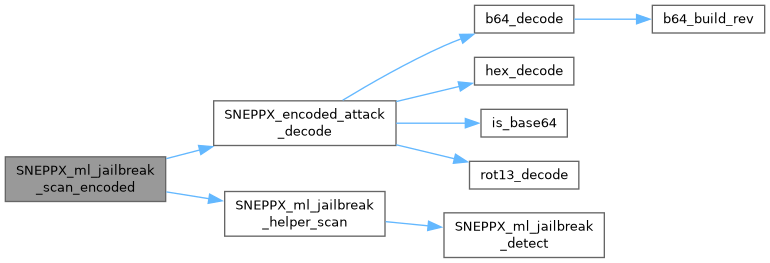 b64_decode
b64_build_rev
hex_decode
SNEPPX_encoded_attack
_decode
is_base64
rot13_decode
SNEPPX_ml_jailbreak
_scan_encoded
SNEPPX_ml_jailbreak
_helper_scan
SNEPPX_ml_jailbreak
_detect